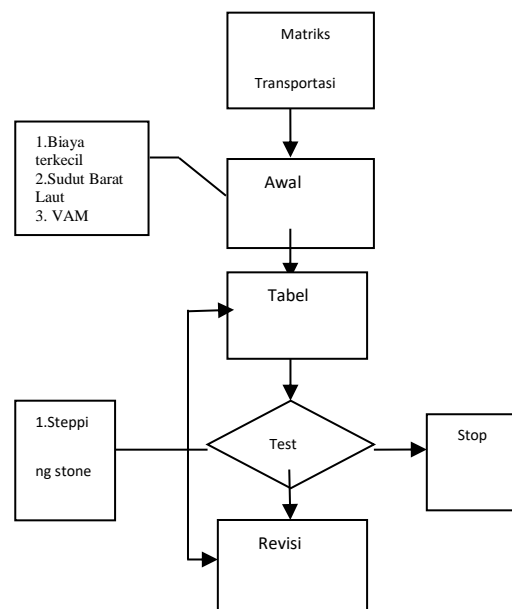 Matriks
Transportasi
1.Biaya
terkecil
2.Sudut Barat
Laut
3. VAM
Awal
Tabel
1.Steppi
ng stone
Test
Stop
Revisi